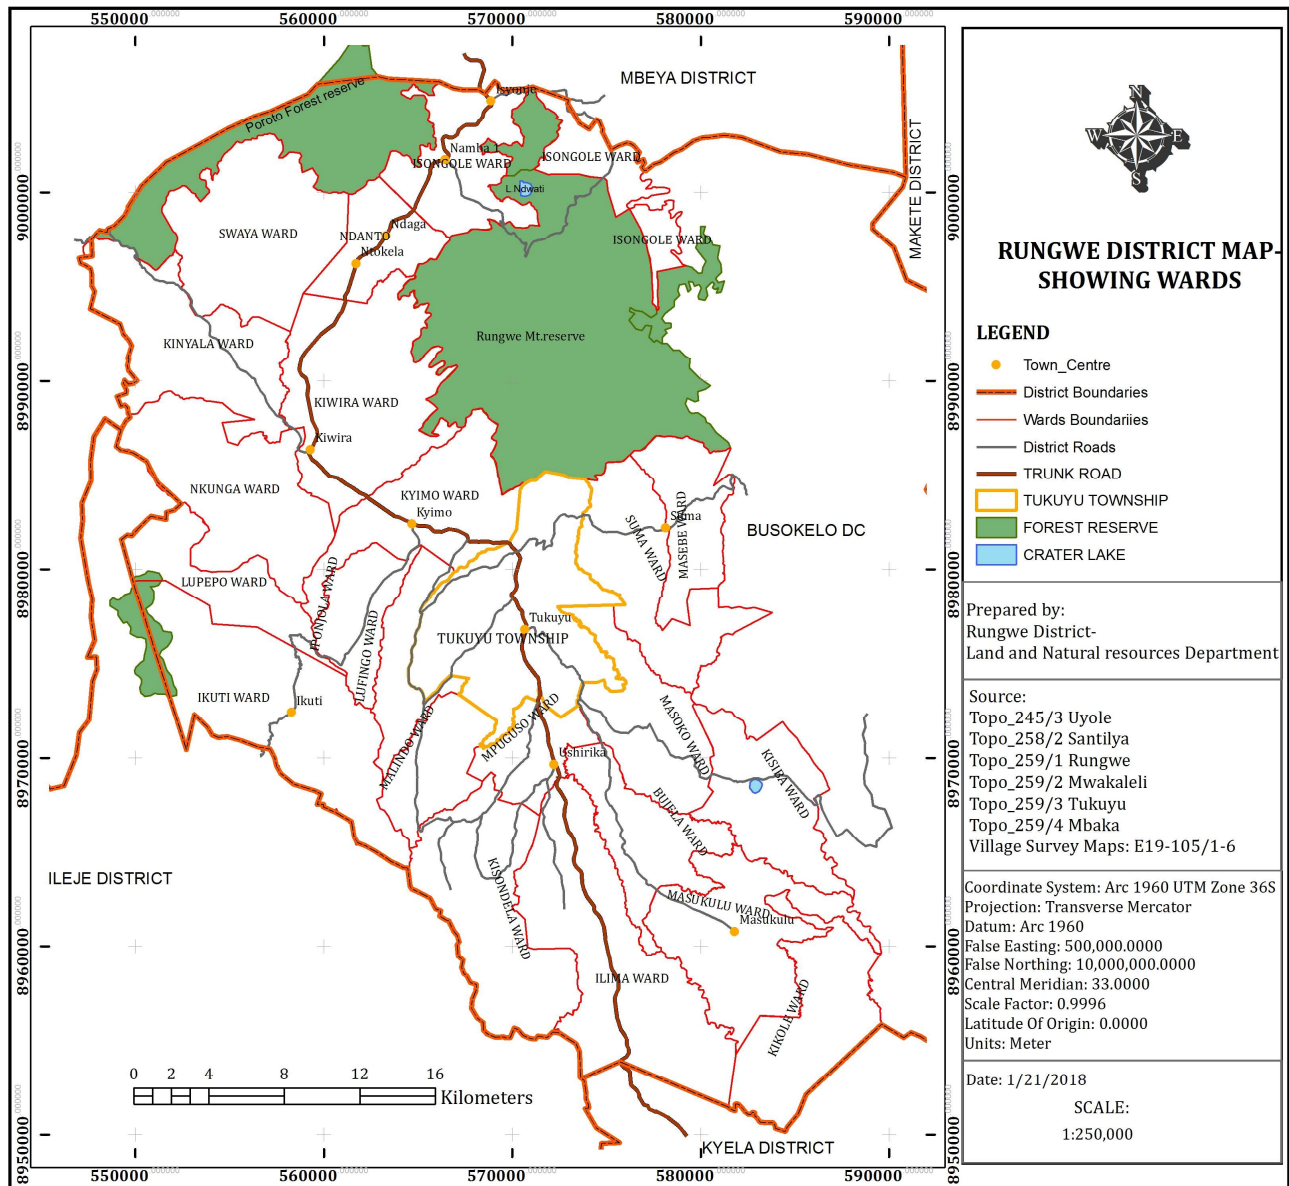 550000 560000 570000 580000 590000
MBEYA DISTRICT
Poroto Forest reserve
Isyonje
Namba 1
ISONGOLE WARD
ISONGOLE WARD
MAKETE DISTRICT
L Ndwati
9000000
9000000
SWAYA WARD
NDANTO
Ndaga
Ntokela
ISONGOLE WARD
Rungwe Mt.reserve
KINYALA WARD
8990000
8990000
KIWIRA WARD
Kiwira
NKUNGA WARD
KYIMO WARD
Kyimo
SUMA WARD
Suma
MASEBE WARD
BUSOKELO DC
8980000
8980000
LUPEPO WARD
IPONJOLA WARD
LUFINGO WARD
Tukuyu
TUKUYU TOWNSHIP
IKUTI WARD
Ikuti
MALINDO WARD
MPUGUSO WARD
MASOKO WARD
KISIBA WARD
Ushirika
8970000
8970000
BUJELA WARD
ILEJE DISTRICT
KISONDELA WARD
MASUKULU WARD
Masukulu
8960000
8960000
ILIMA WARD
KIKOLE WARD
0 2 4 8 12 16
Kilometers
8950000
8950000
KYELA DISTRICT
550000 560000 570000 580000 590000
N
W E
S
RUNGWE DISTRICT MAP-
SHOWING WARDS
LEGEND
Town_Centre
District Boundaries
Wards Boundariies
District Roads
TRUNK ROAD
TUKUYU TOWNSHIP
FOREST RESERVE
CRATER LAKE
Prepared by:
Rungwe District-
Land and Natural resources Department
Source:
Topo_245/3 Uyole
Topo_258/2 Santilya
Topo_259/1 Rungwe
Topo_259/2 Mwakaleli
Topo_259/3 Tukuyu
Topo_259/4 Mbaka
Village Survey Maps: E19-105/1-6
Coordinate System: Arc 1960 UTM Zone 36S
Projection: Transverse Mercator
Datum: Arc 1960
False Easting: 500,000.0000
False Northing: 10,000,000.0000
Central Meridian: 33.0000
Scale Factor: 0.9996
Latitude Of Origin: 0.0000
Units: Meter
Date: 1/21/2018
SCALE:
1:250,000